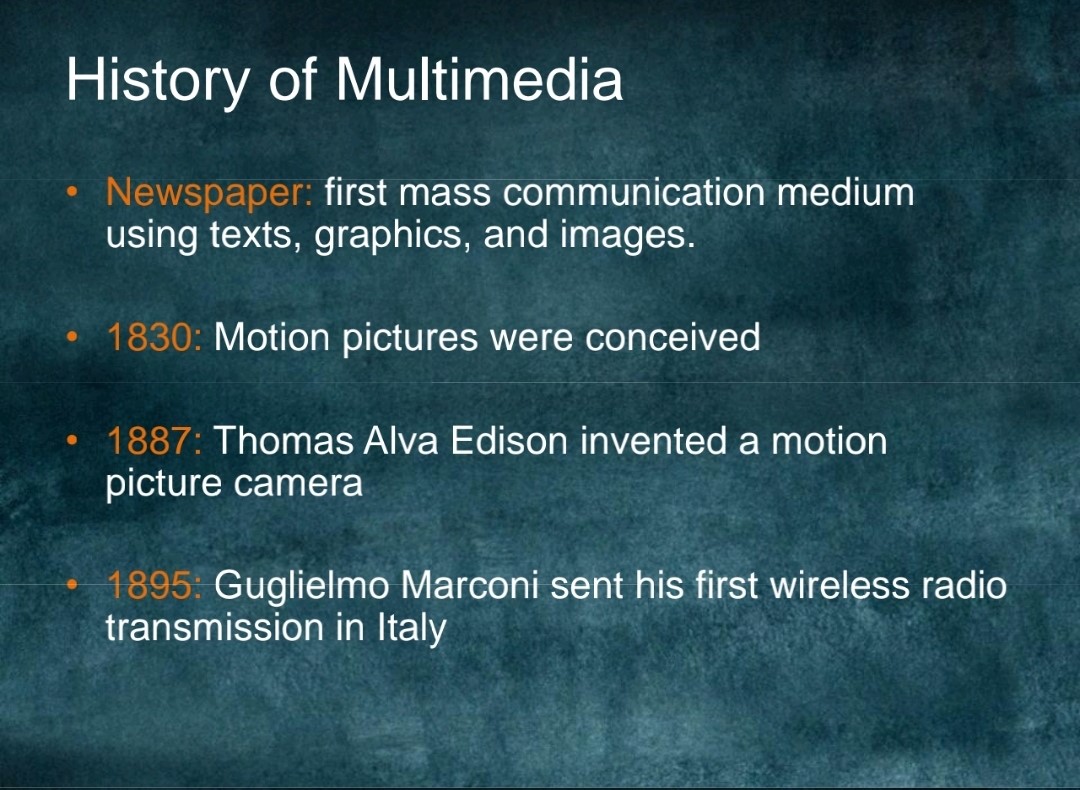 History of Multimedia
• Newspaper: first mass communication medium
using texts, graphics, and images.
• 1830: Motion pictures were conceived
• 1887: Thomas Alva Edison invented a motion
picture camera
• 1895: Guglielmo Marconi sent his first wireless radio
transmission in Italy